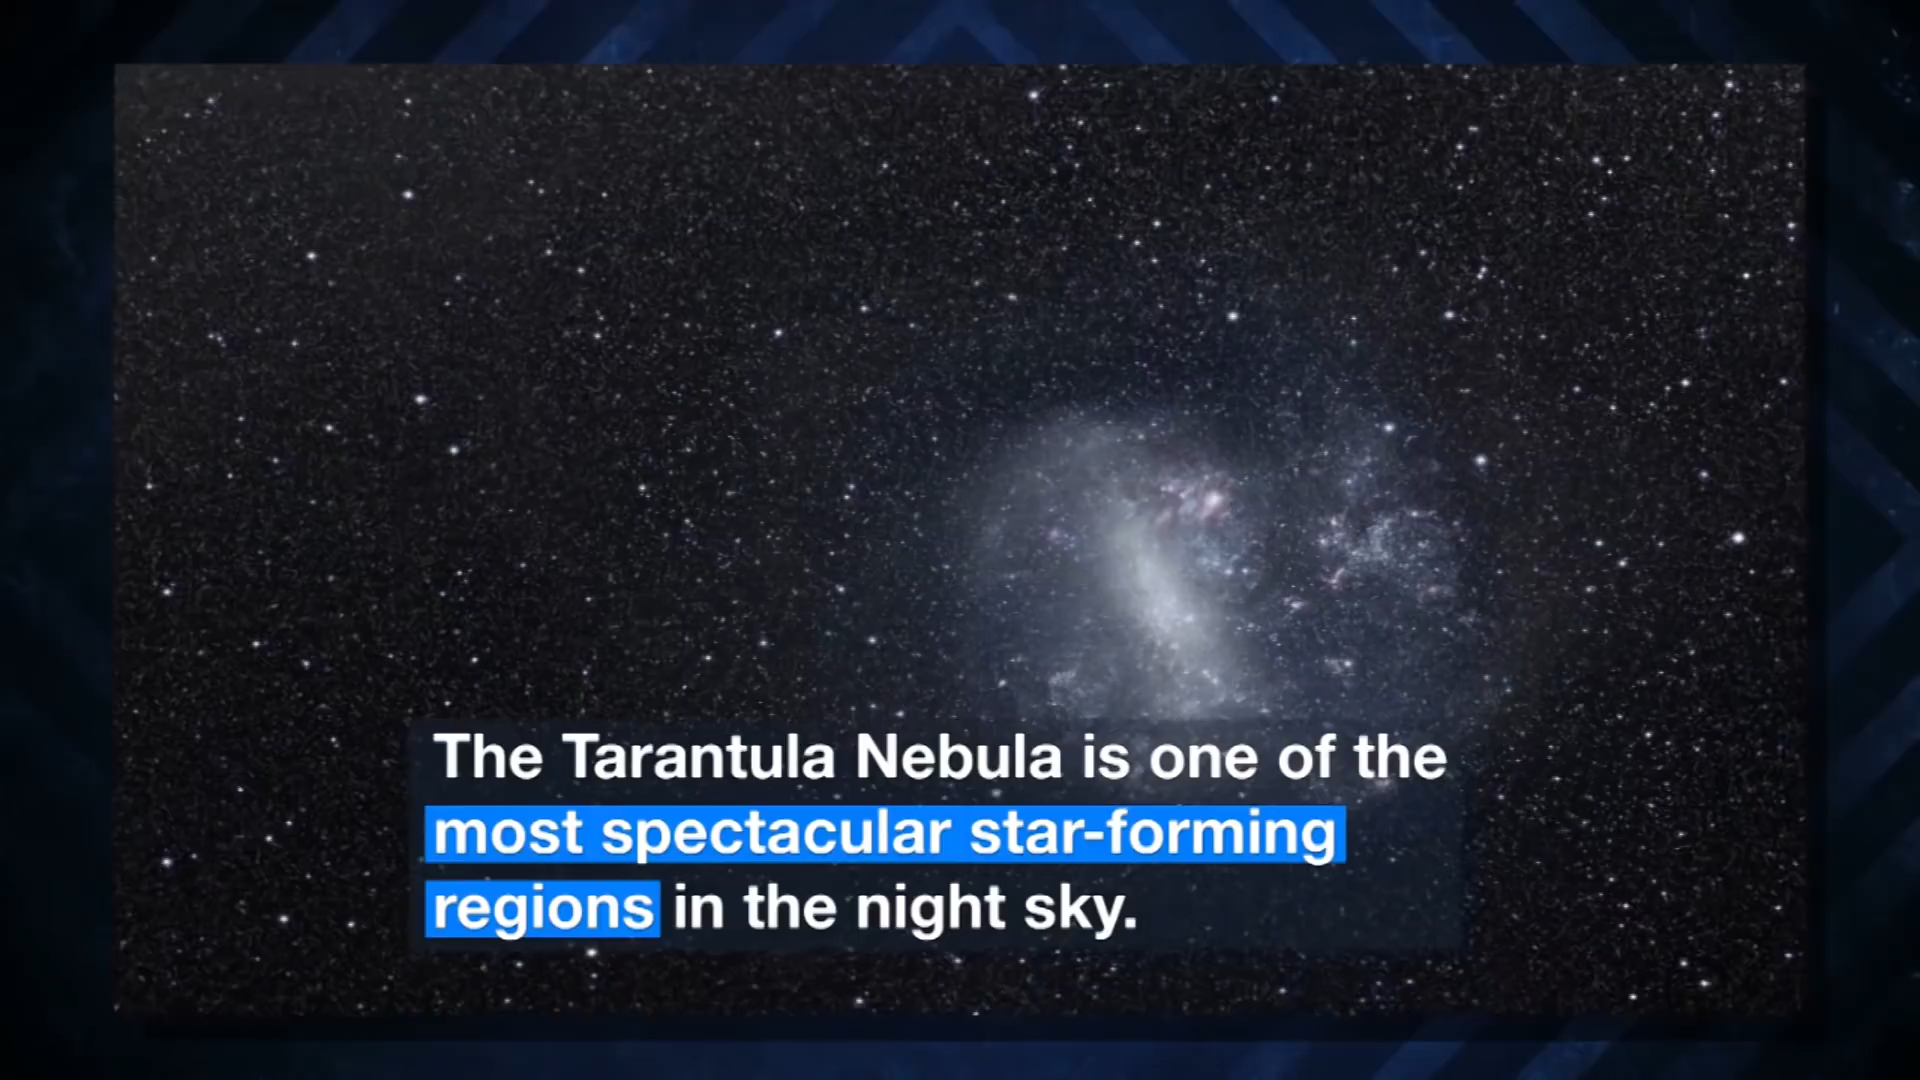 The Tarantula Nebula is one of the
most spectacular star-forming
regions in the night sky.